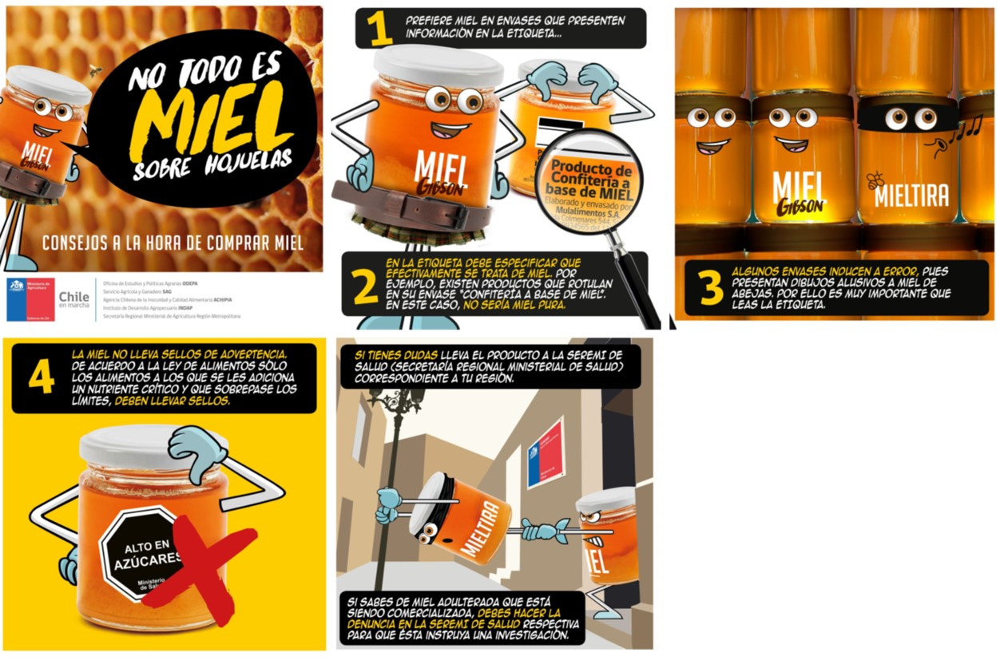 NO TODO ES
MIEL
SOBRE HOJUELAS
MIEL
GIBSON
CONSEJOS A LA HORA DE COMPRAR MIEL
Ministerio de
Agricultura
Gobierno de Chile
Chile
en marcha
Oficina de Estudios y Políticas Agrarias ODEPA
Servicio Agrícola y Ganadero SAG
Agencia Chilena de la Inocuidad y Calidad Alimentaria ACHIPIA
Instituto de Desarrollo Agropecuario INDAP
Secretaría Regional Ministerial de Agricultura Región Metropolitana
1
PREFIERE MIEL EN ENVASES QUE PRESENTEN
INFORMACIÓN EN LA ETIQUETA...
MIEL
GIBSON
Producto de
Confitería a
base de MIEL
Elaborado y envasado por
Mulalimentos S.A.
Colmenares 544,
2
EN LA ETIQUETA DEBE ESPECIFICAR QUE
EFECTIVAMENTE SE TRATA DE MIEL. POR
EJEMPLO, EXISTEN PRODUCTOS QUE ROTULAN
EN SU ENVASE "CONFITERÍA A BASE DE MIEL".
EN ESTE CASO, NO SERÍA MIEL PURA.
MIEL
GIBSON
MIELTIRA
3
ALGUNOS ENVASES INDUCEN A ERROR, PUES
PRESENTAN DIBUJOS ALUSIVOS A MIEL DE
ABEJAS. POR ELLO ES MUY IMPORTANTE QUE
LEAS LA ETIQUETA.
4
LA MIEL NO LLEVA SELLOS DE ADVERTENCIA.
DE ACUERDO A LA LEY DE ALIMENTOS SÓLO
LOS ALIMENTOS A LOS QUE SE LES ADICIONA
UN NUTRIENTE CRÍTICO Y QUE SOBREPASE LOS
LÍMITES, DEBEN LLEVAR SELLOS.
ALTO EN
AZÚCARES
Ministerio
de Sal
SI TIENES DUDAS LLEVA EL PRODUCTO A LA SEREMI DE
SALUD (SECRETARÍA REGIONAL MINISTERIAL DE SALUD)
CORRESPONDIENTE A TU REGIÓN.
MIELTIRA
IEL
SI SABES DE MIEL ADULTERADA QUE ESTÁ
SIENDO COMERCIALIZADA, DEBES HACER LA
DENUNCIA EN LA SEREMI DE SALUD RESPECTIVA
PARA QUE ÉSTA INSTRUYA UNA INVESTIGACIÓN.